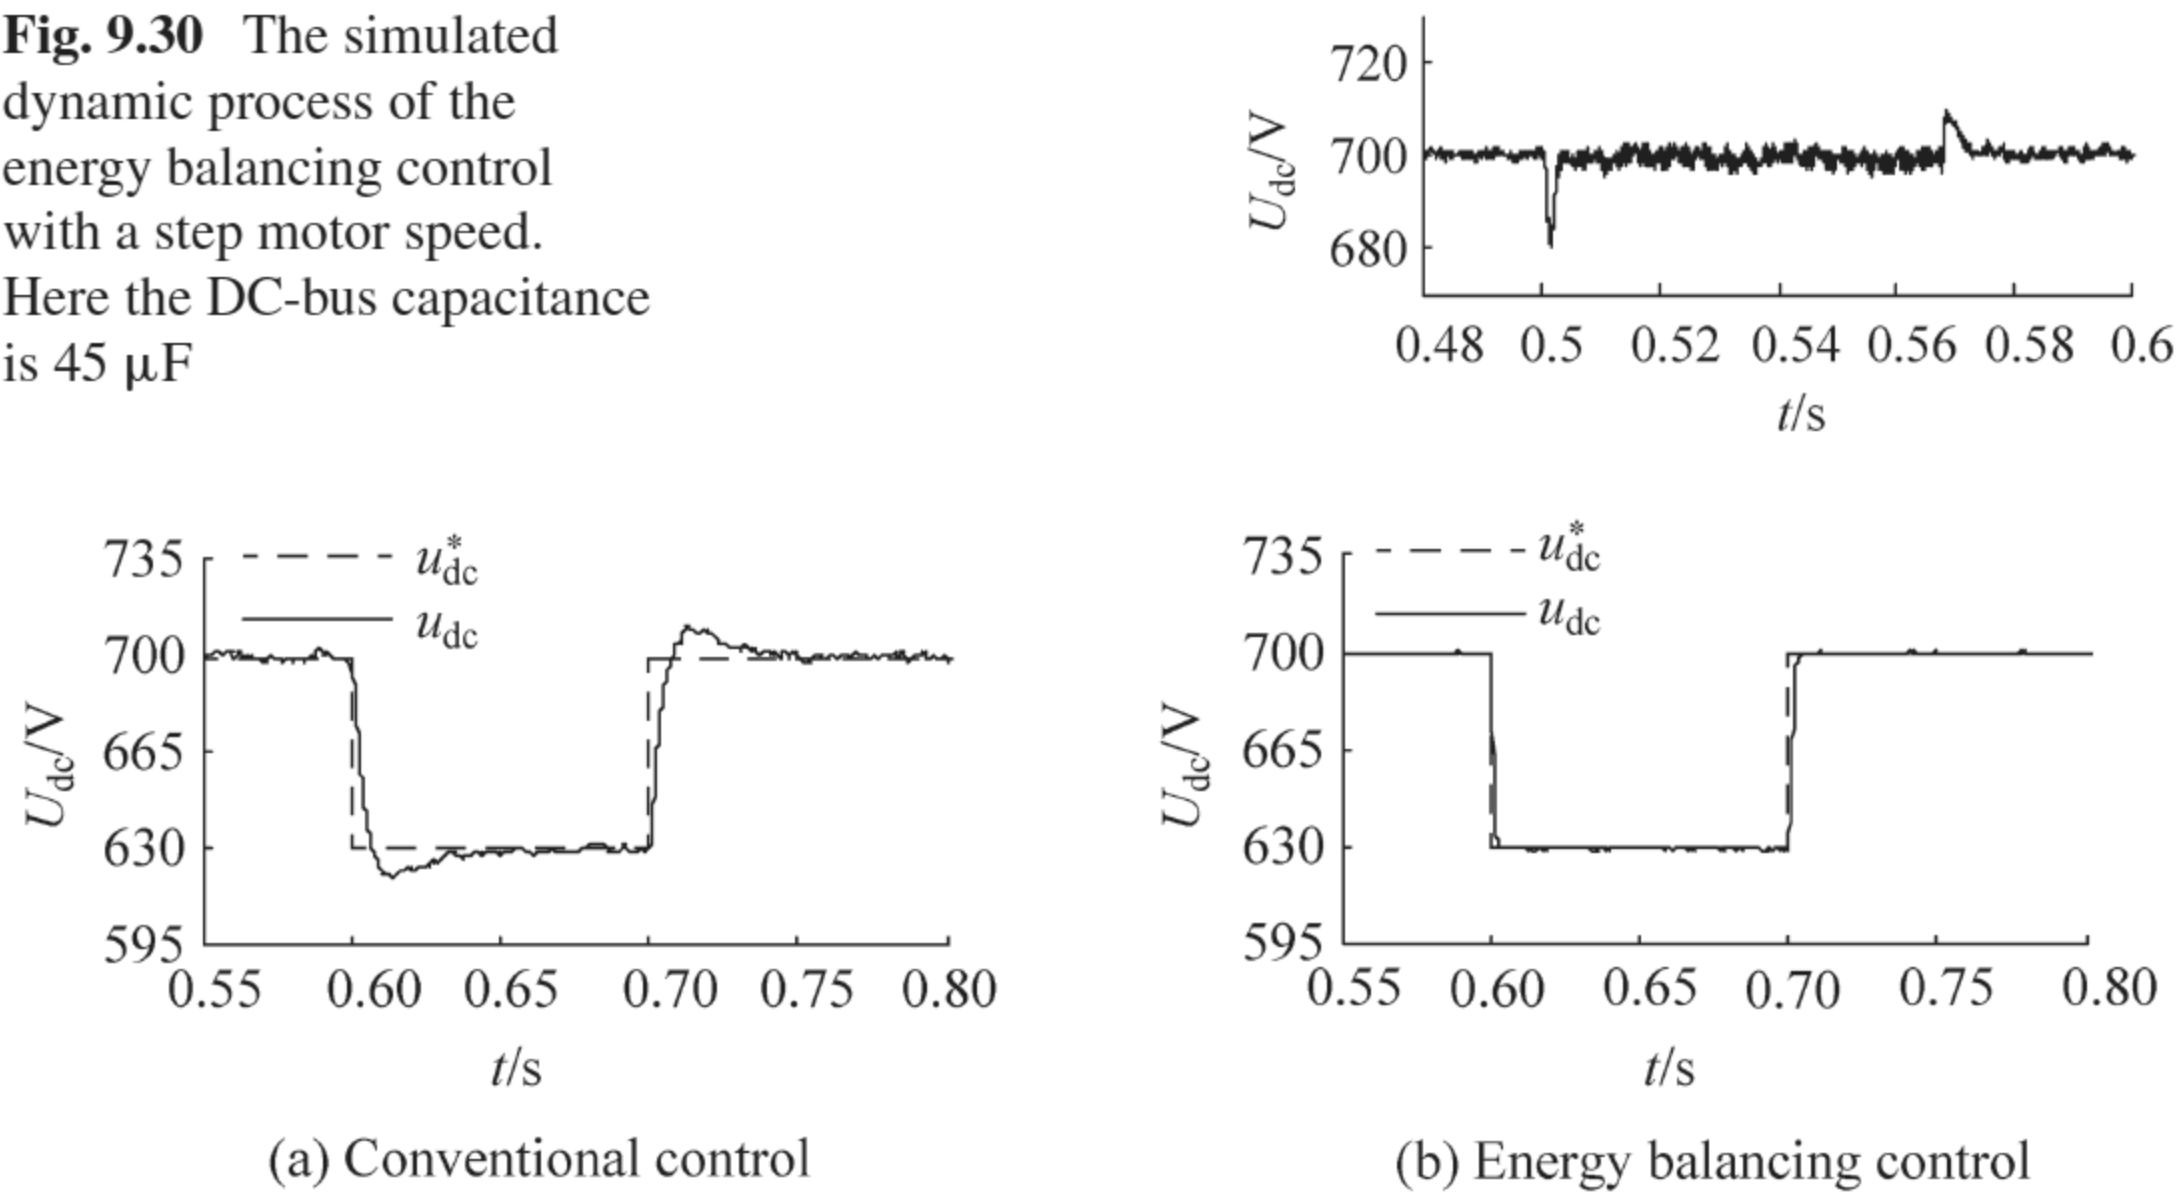 Fig. 9.30 The simulated
dynamic process of the
energy balancing control
with a step motor speed.
Here the DC-bus capacitance
is 45 μF
720
700
680
U_dc/V
0.48 0.5 0.52 0.54 0.56 0.58 0.6
t/s
735
700
665
630
595
U_dc/V
u*_dc
u_dc
0.55 0.60 0.65 0.70 0.75 0.80
t/s
(a) Conventional control
735
700
665
630
595
U_dc/V
u*_dc
u_dc
0.55 0.60 0.65 0.70 0.75 0.80
t/s
(b) Energy balancing control